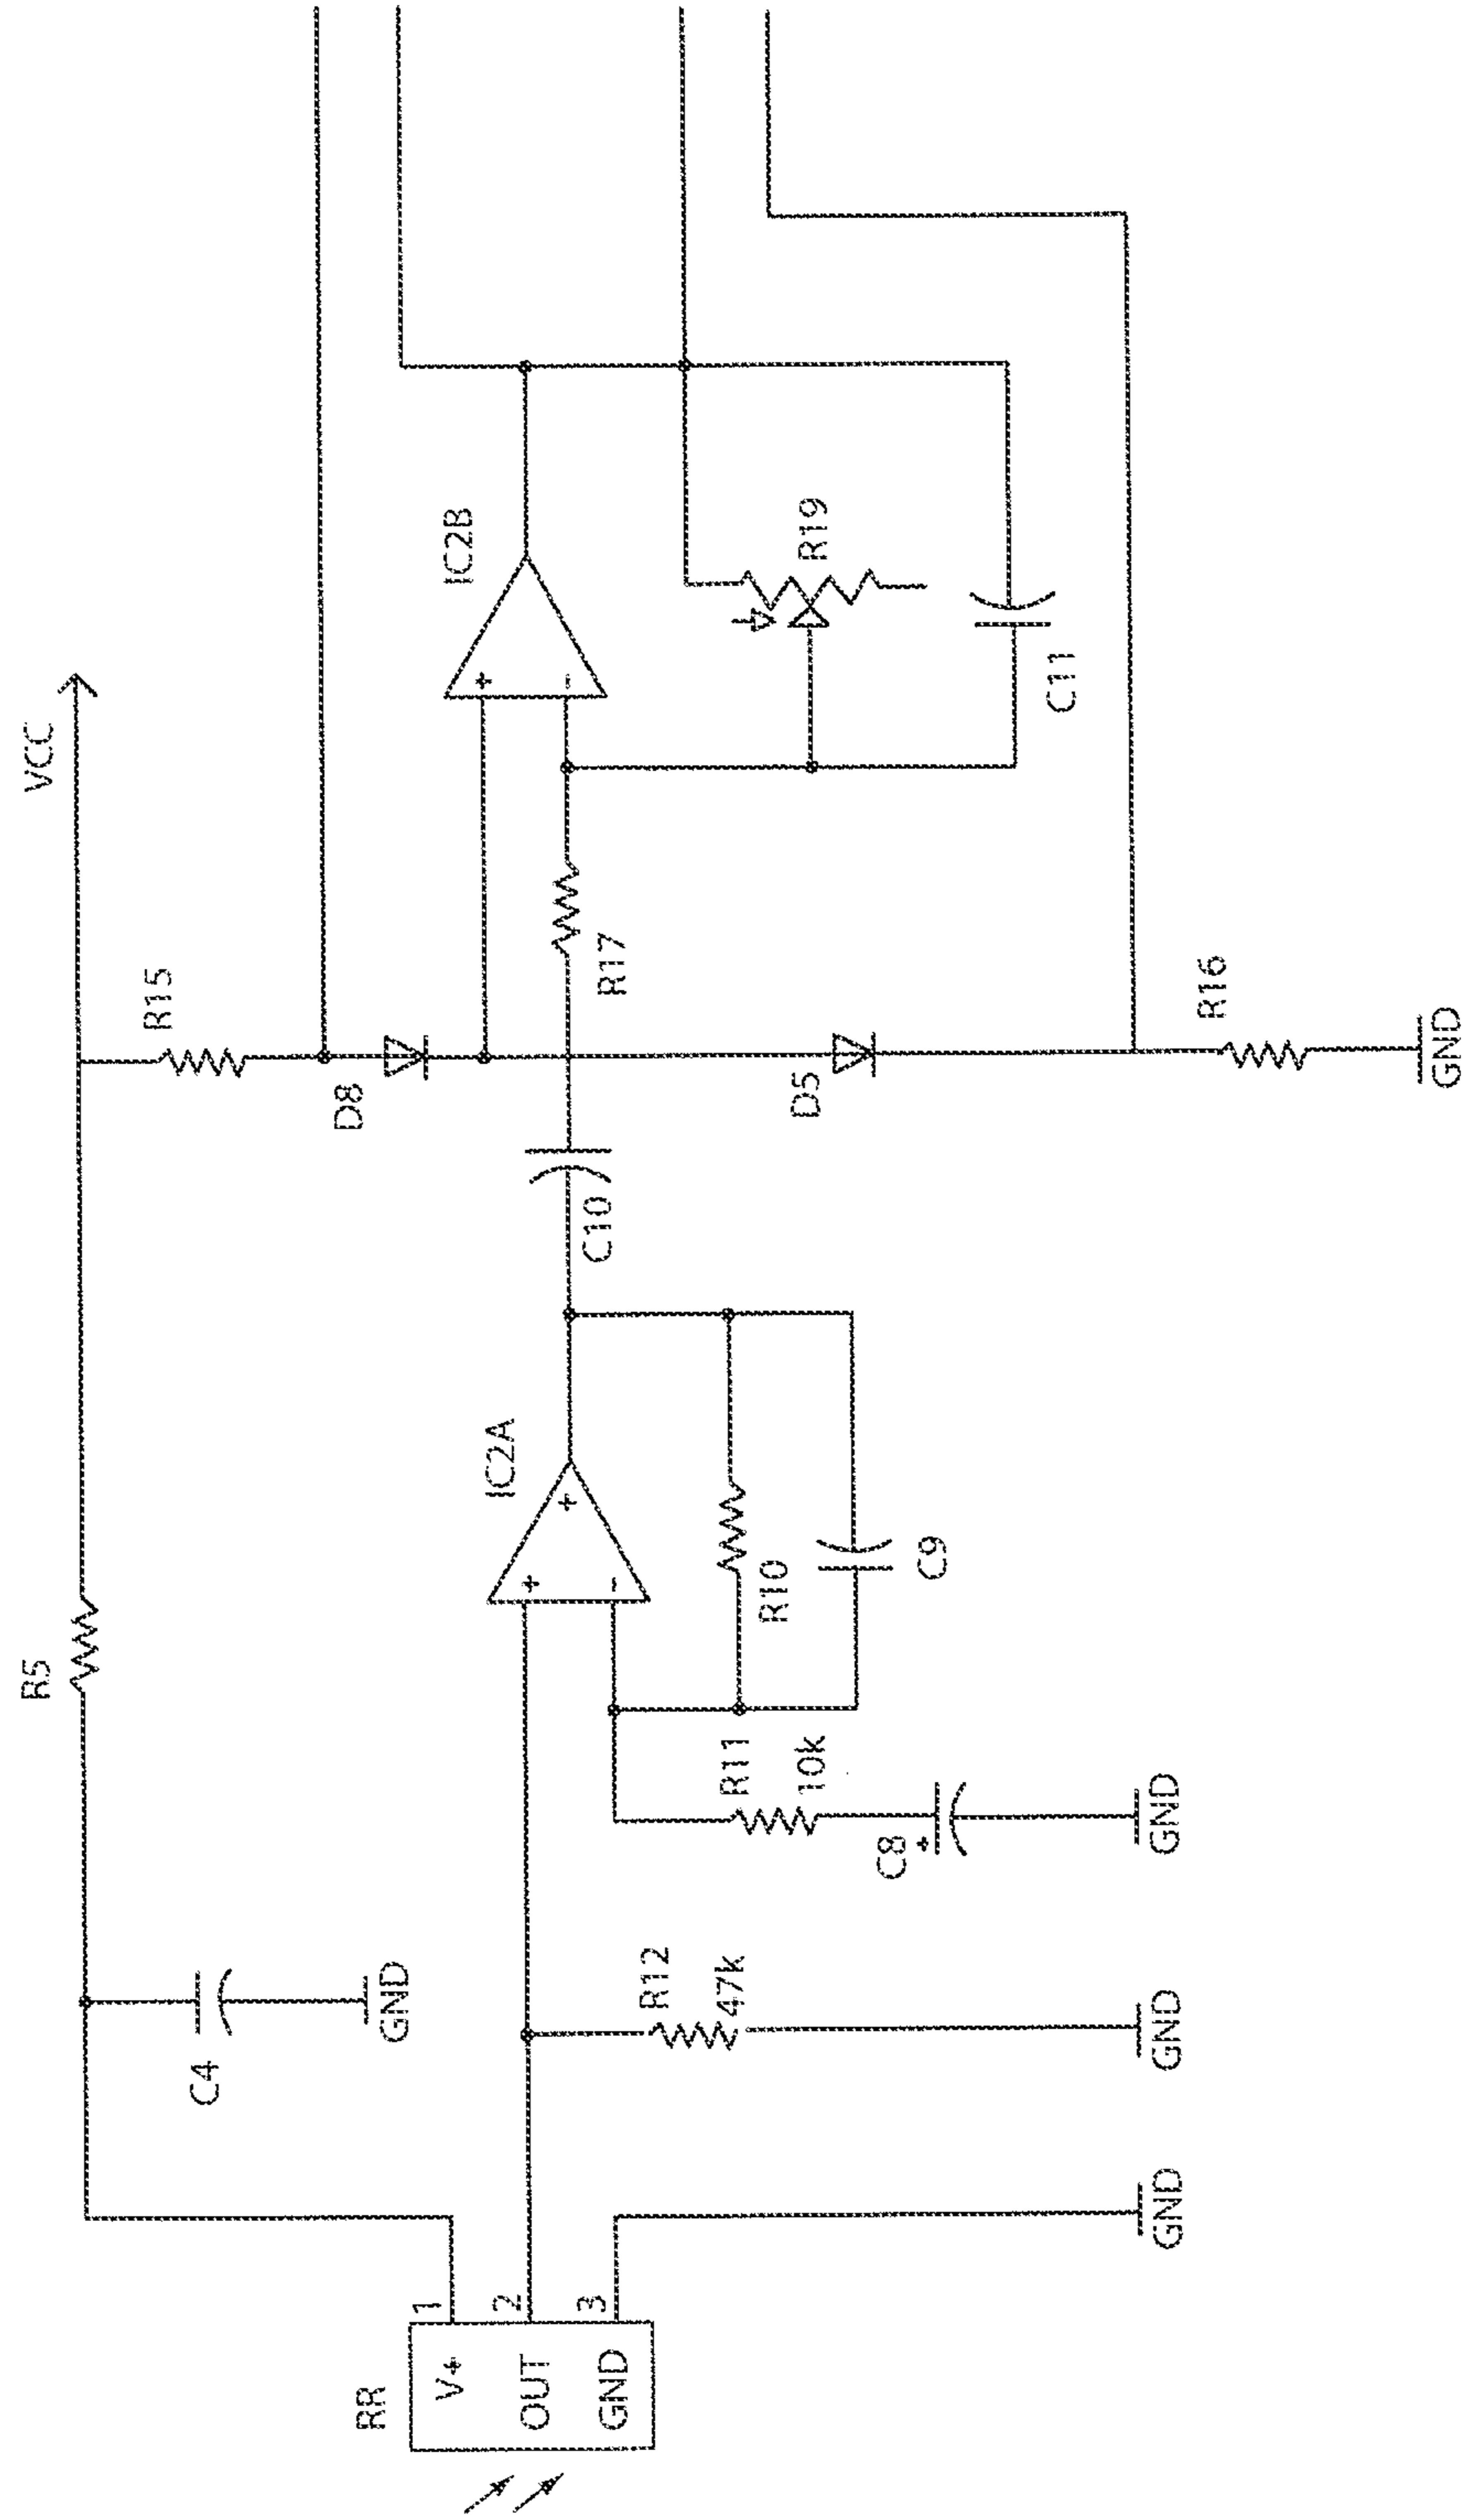 VCC
R5
R15
C4
GND
D8
IC2B
IC2A
+
-
+
+
-
R17
R19
C10
C11
D5
R16
GND
R10
C9
R11
10k
C8
+
GND
R12
47k
GND
GND
RR
V+
OUT
GND
1
2
3